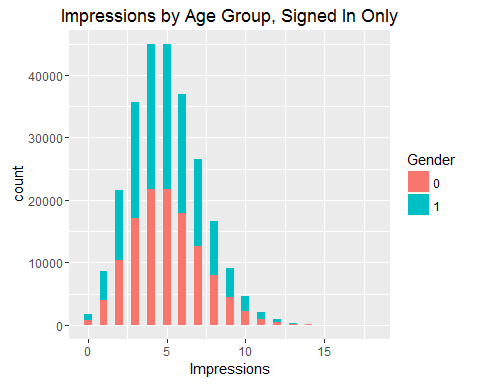 Impressions by Age Group, Signed In Only
count
40000
30000
20000
10000
0
0 5 10 15
Impressions
Gender
0
1